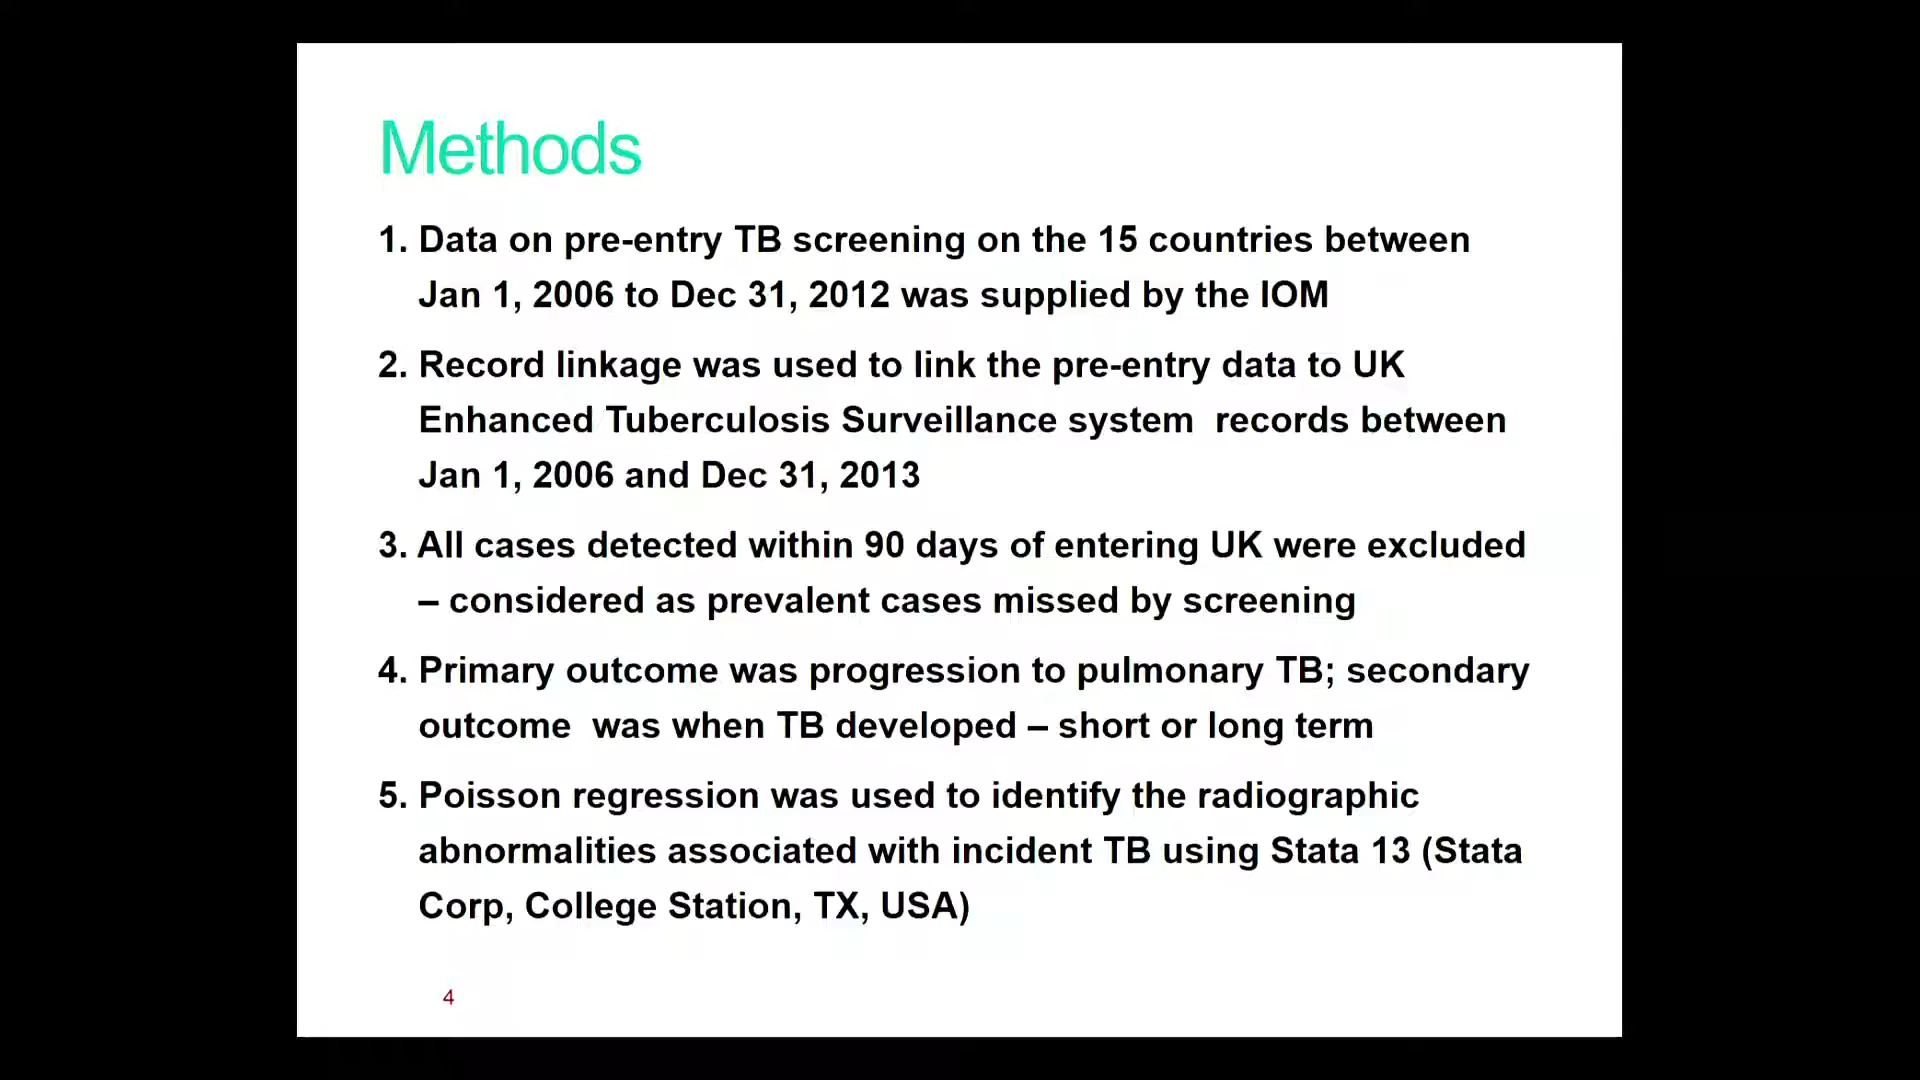 Methods
1. Data on pre-entry TB screening on the 15 countries between
Jan 1, 2006 to Dec 31, 2012 was supplied by the IOM
2. Record linkage was used to link the pre-entry data to UK
Enhanced Tuberculosis Surveillance system  records between
Jan 1, 2006 and Dec 31, 2013
3. All cases detected within 90 days of entering UK were excluded
– considered as prevalent cases missed by screening
4. Primary outcome was progression to pulmonary TB; secondary
outcome  was when TB developed – short or long term
5. Poisson regression was used to identify the radiographic
abnormalities associated with incident TB using Stata 13 (Stata
Corp, College Station, TX, USA)
4